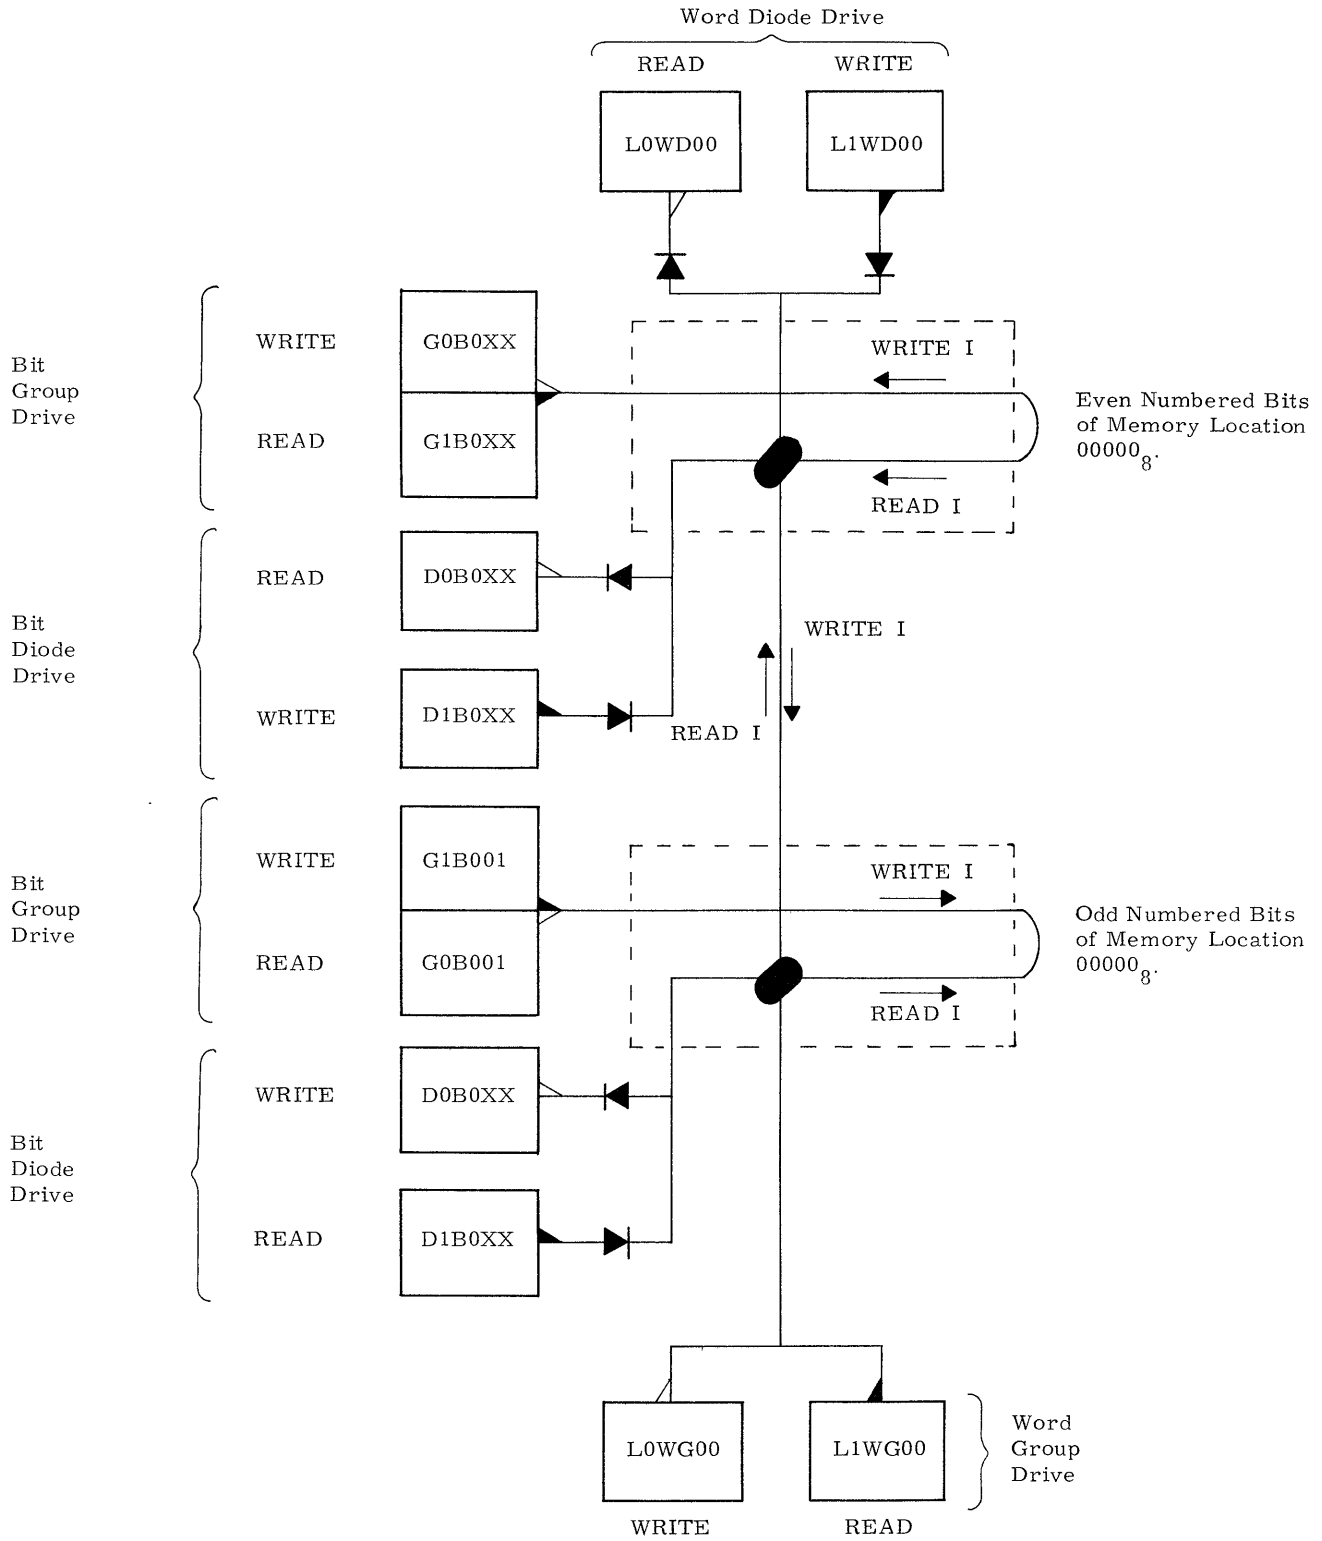 Word Diode Drive
READ WRITE
L0WD00 L1WD00
Bit
Group
Drive
WRITE G0B0XX
READ G1B0XX
WRITE I
READ I
Even Numbered Bits
of Memory Location
00000₈.
Bit
Diode
Drive
READ D0B0XX
WRITE D1B0XX
WRITE I
READ I
Bit
Group
Drive
WRITE G1B001
READ G0B001
WRITE I
READ I
Odd Numbered Bits
of Memory Location
00000₈.
Bit
Diode
Drive
WRITE D0B0XX
READ D1B0XX
L0WG00 L1WG00
WRITE READ
Word
Group
Drive